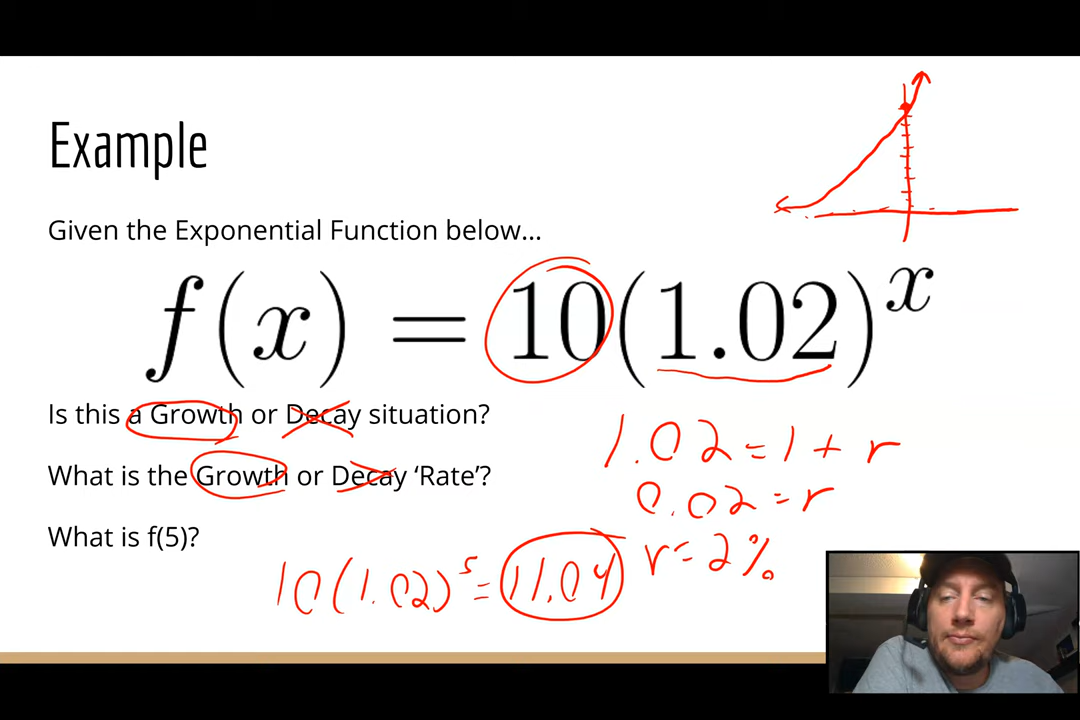 Example
Given the Exponential Function below...
f(x) = 10(1.02)^x
Is this a Growth or Decay situation?
1.02 = 1 + r
What is the Growth or Decay ‘Rate’?
0.02 = r
What is f(5)?
r = 2%
10(1.02)^5 = 11.04